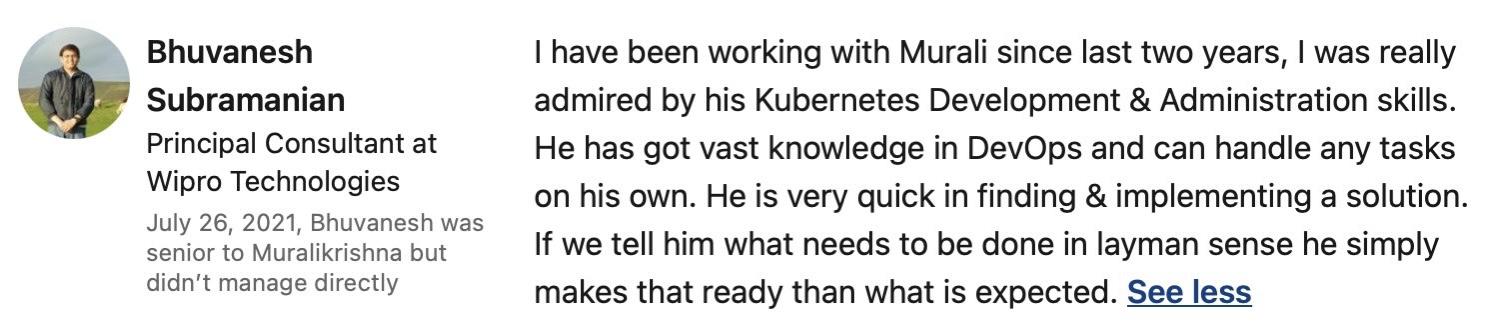 Bhuvanesh
Subramanian
Principal Consultant at
Wipro Technologies
July 26, 2021, Bhuvanesh was
senior to Muralikrishna but
didn’t manage directly
I have been working with Murali since last two years, I was really
admired by his Kubernetes Development & Administration skills.
He has got vast knowledge in DevOps and can handle any tasks
on his own. He is very quick in finding & implementing a solution.
If we tell him what needs to be done in layman sense he simply
makes that ready than what is expected. See less